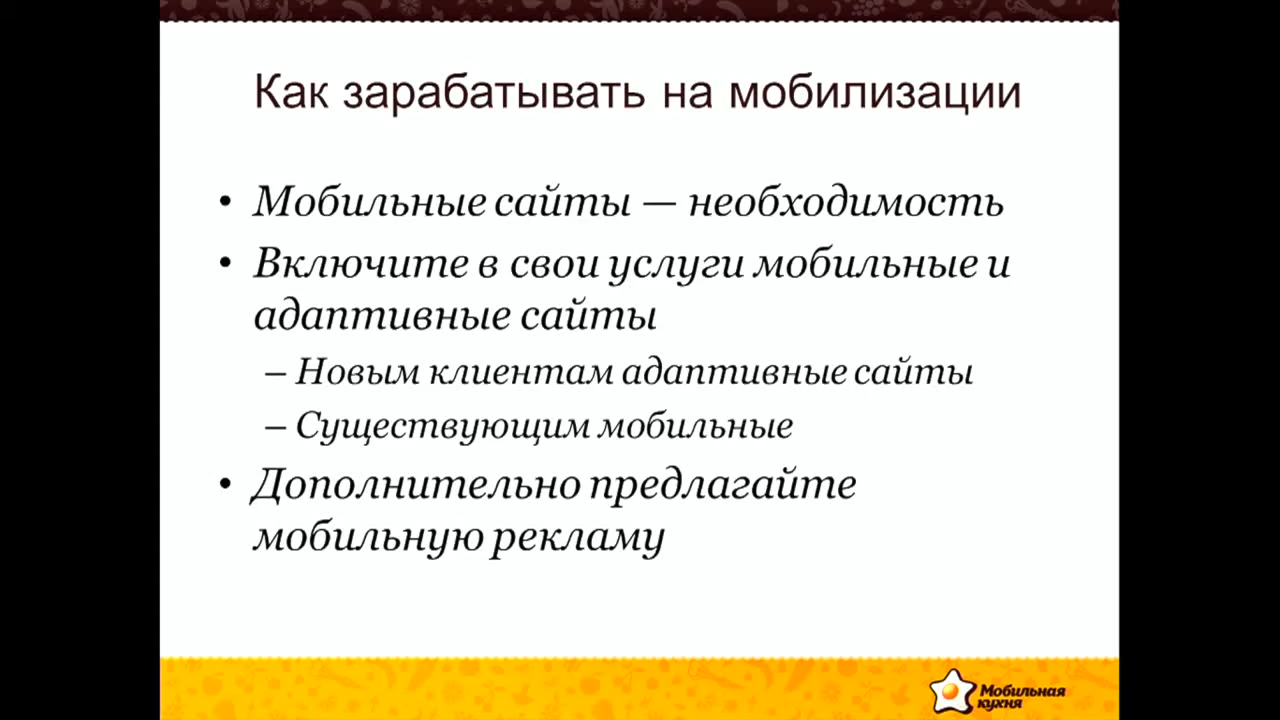 Как зарабатывать на мобилизации
• Мобильные сайты — необходимость
• Включите в свои услуги мобильные и
адаптивные сайты
– Новым клиентам адаптивные сайты
– Существующим мобильные
• Дополнительно предлагайте
мобильную рекламу
Мобильная
кухня